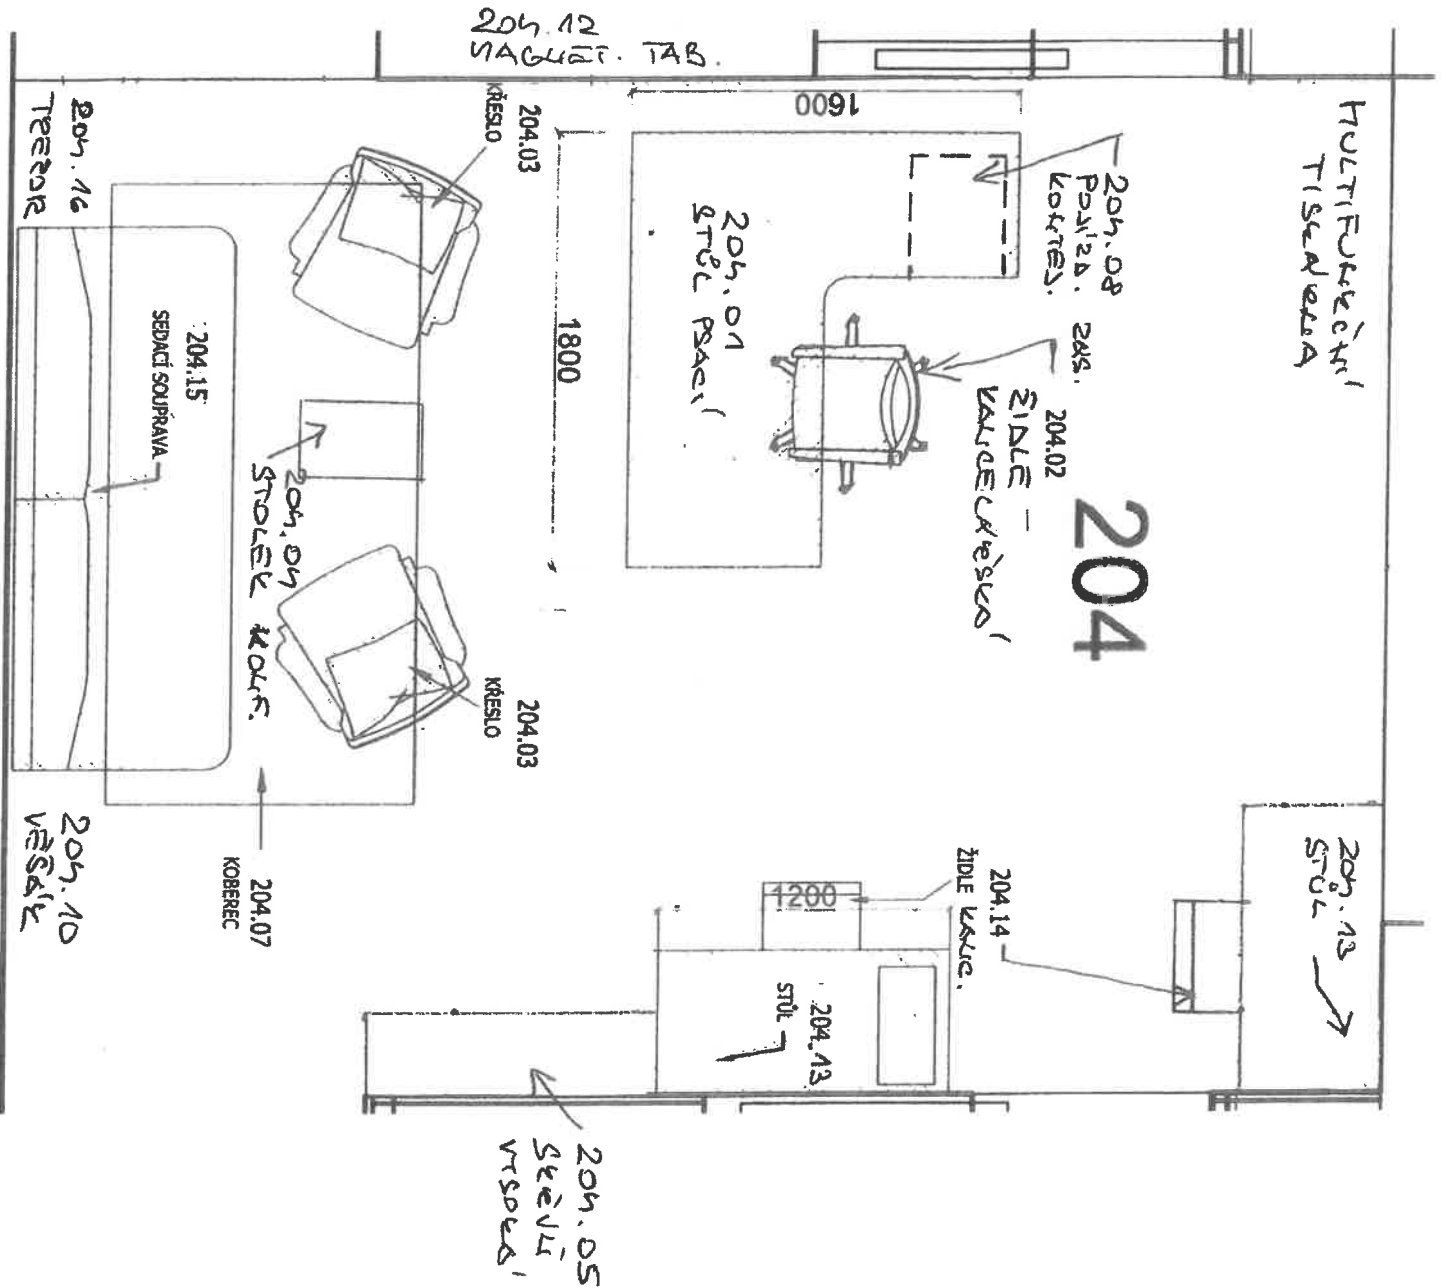 204.12
MAGNET. TAB.
MULTIFUNKČNÍ
TISKÁRNA
1600
204.08
POJÍZD.
KONTEJ. ZÁS.
204.02
ŽIDLE –
KANCELÁŘSKÁ
204.01
STŮL PSACÍ
1800
204
204.03
KŘESLO
204.16
TREZOR
204.15
SEDACÍ SOUPRAVA
204.04
STOLEK KONF.
204.03
KŘESLO
204.10
VĚŠÁK
204.07
KOBEREC
1200
204.14
ŽIDLE KANC.
204.13
STŮL
204.13
STŮL
204.05
SKŘÍŇ
VYSOKÁ